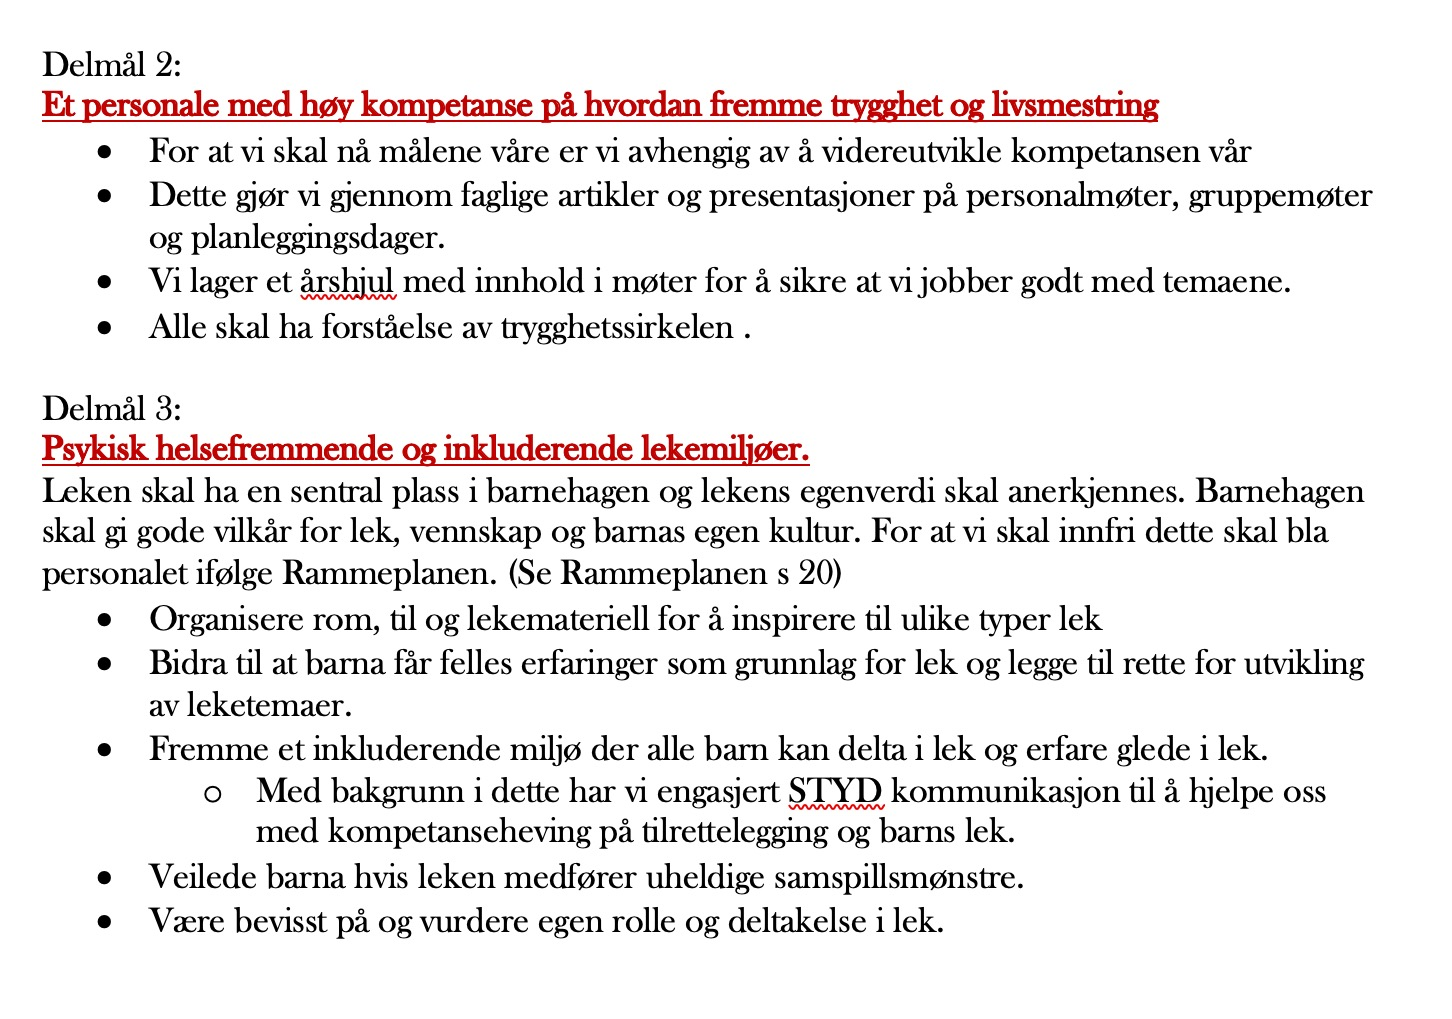 Delmål 2:
Et personale med høy kompetanse på hvordan fremme trygghet og livsmestring
• For at vi skal nå målene våre er vi avhengig av å videreutvikle kompetansen vår
• Dette gjør vi gjennom faglige artikler og presentasjoner på personalmøter, gruppemøter
og planleggingsdager.
• Vi lager et årshjul med innhold i møter for å sikre at vi jobber godt med temaene.
• Alle skal ha forståelse av trygghetssirkelen .
Delmål 3:
Psykisk helsefremmende og inkluderende lekemiljøer.
Leken skal ha en sentral plass i barnehagen og lekens egenverdi skal anerkjennes. Barnehagen
skal gi gode vilkår for lek, vennskap og barnas egen kultur. For at vi skal innfri dette skal bla
personalet ifølge Rammeplanen. (Se Rammeplanen s 20)
• Organisere rom, til og lekemateriell for å inspirere til ulike typer lek
• Bidra til at barna får felles erfaringer som grunnlag for lek og legge til rette for utvikling
av leketemaer.
• Fremme et inkluderende miljø der alle barn kan delta i lek og erfare glede i lek.
o Med bakgrunn i dette har vi engasjert STYD kommunikasjon til å hjelpe oss
med kompetanseheving på tilrettelegging og barns lek.
• Veilede barna hvis leken medfører uheldige samspillsmønstre.
• Være bevisst på og vurdere egen rolle og deltakelse i lek.